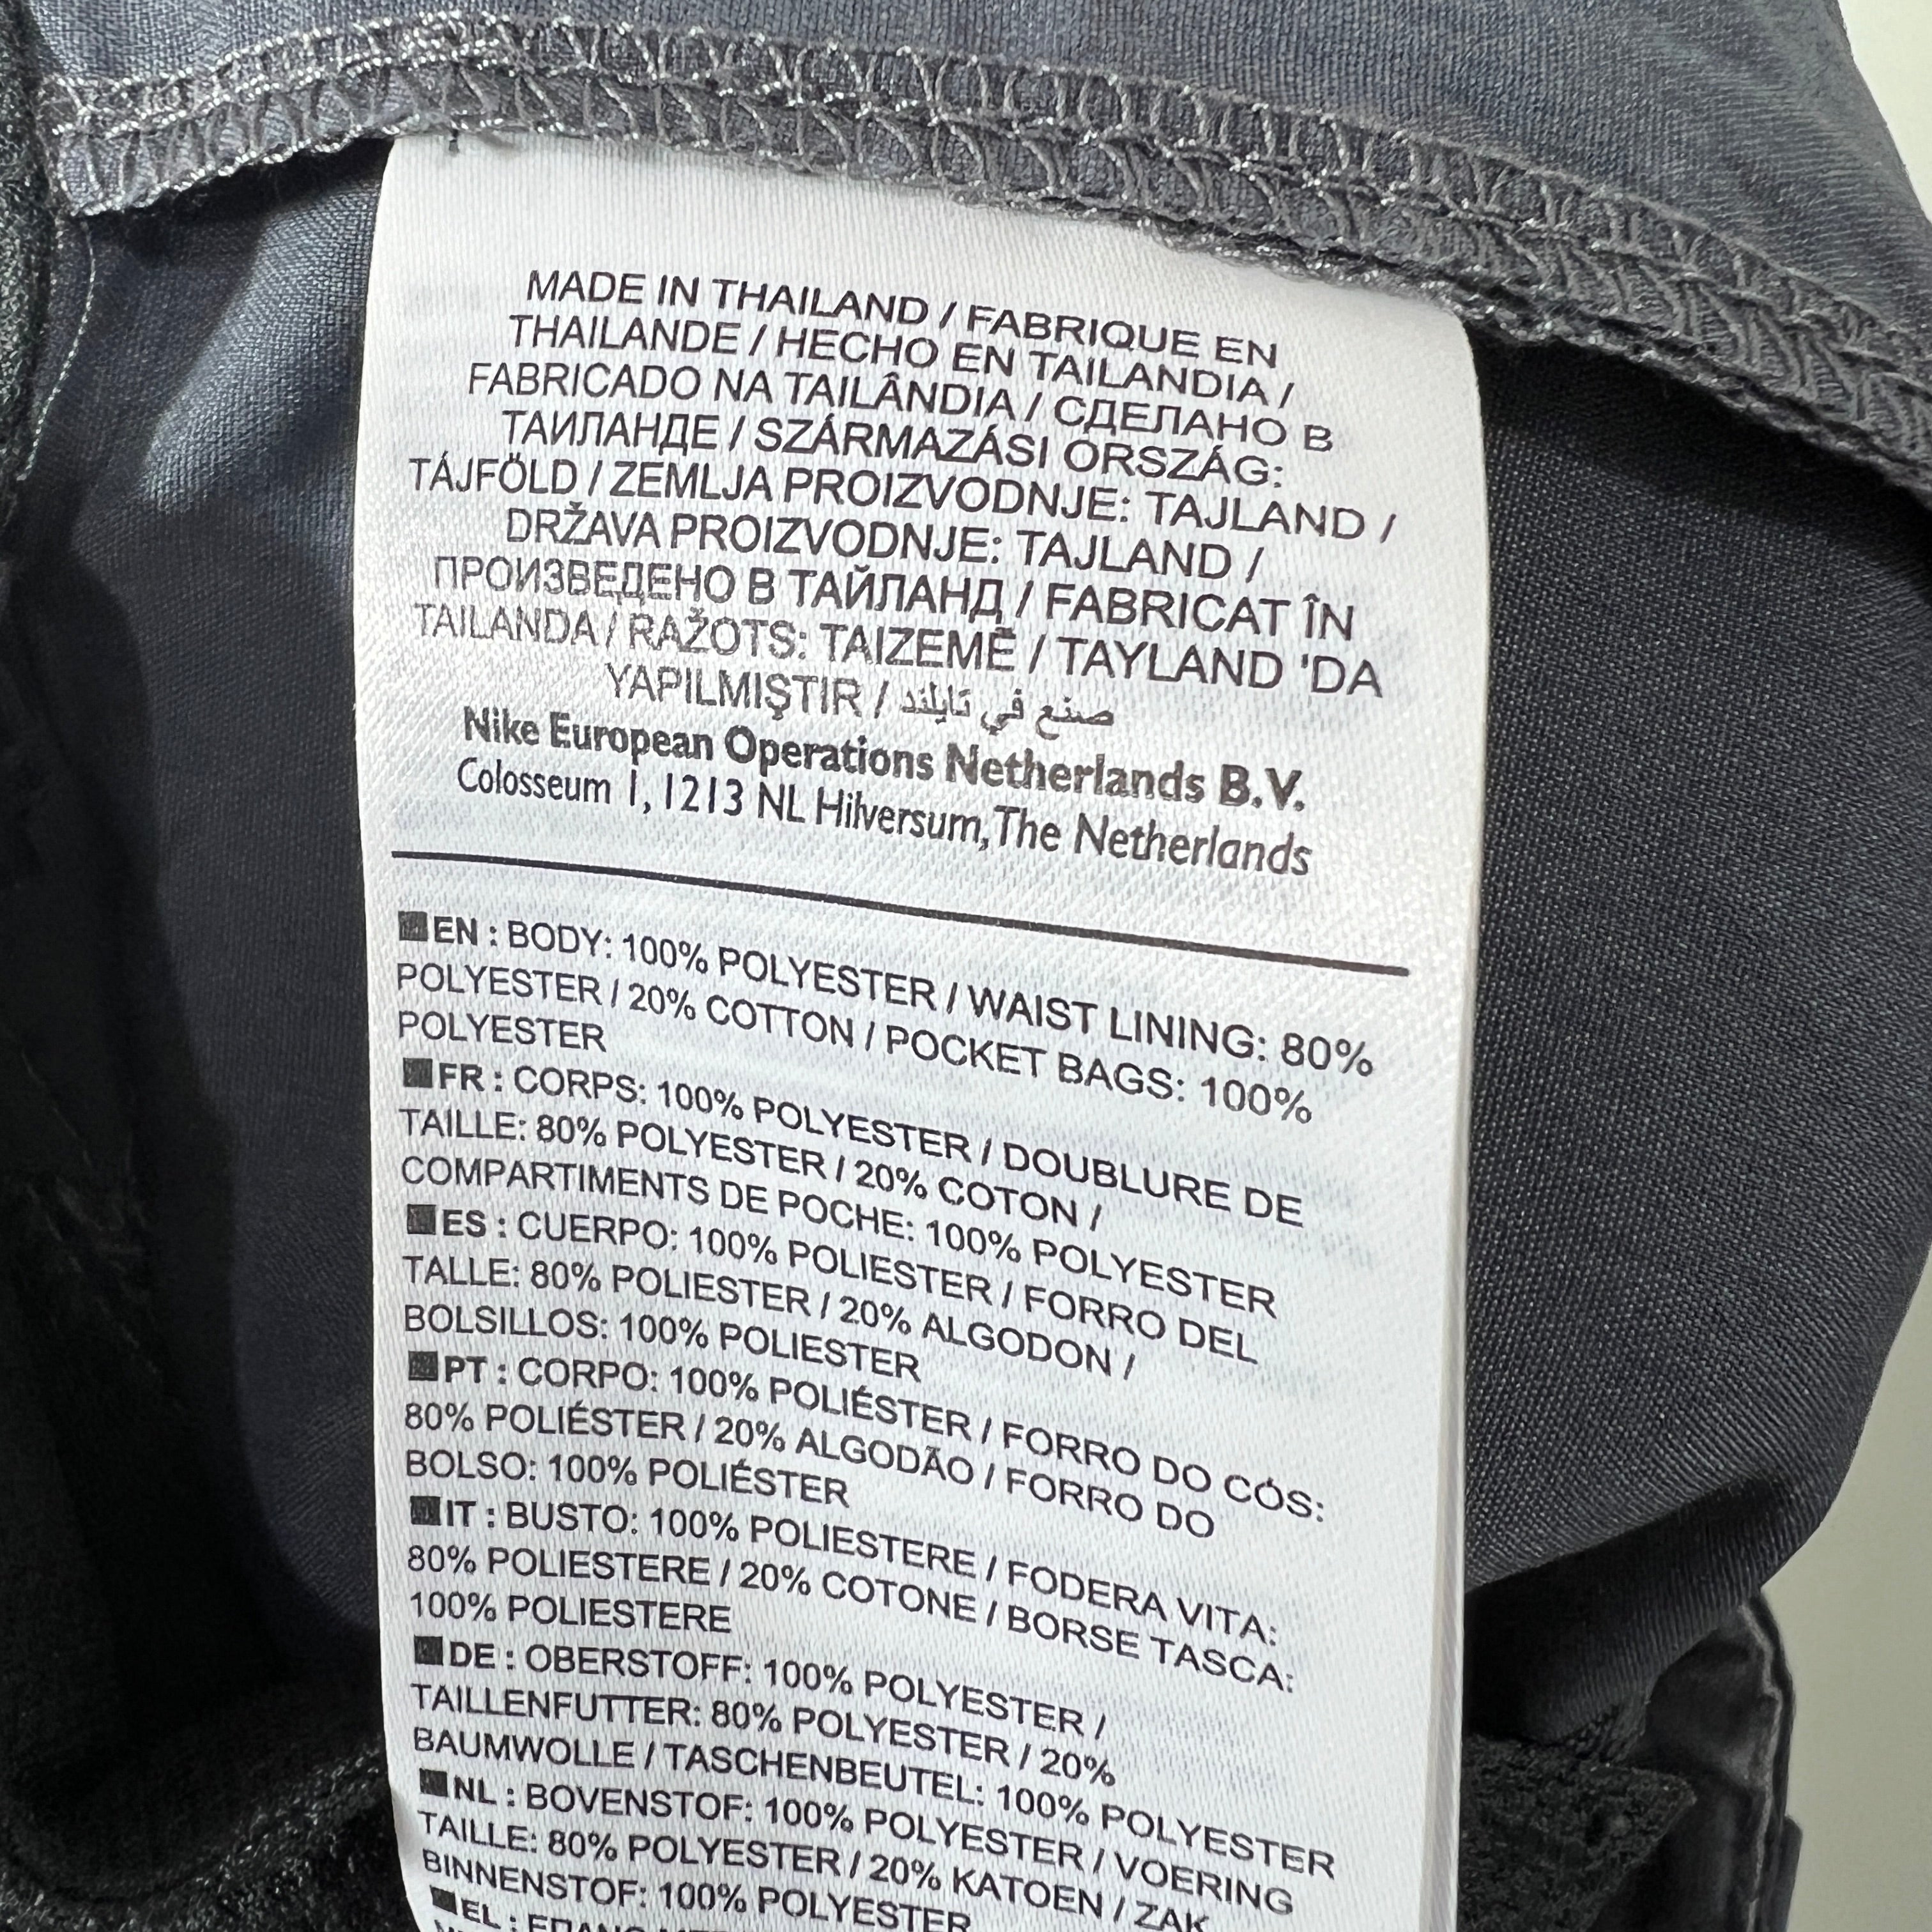 MADE IN THAILAND / FABRIQUE EN
THAILANDE / HECHO EN TAILANDIA /
FABRICADO NA TAILÂNDIA / СДЕЛАНО В
ТАИЛАНДЕ / SZÁRMAZÁSI ORSZÁG:
TÁJFÖLD / ZEMLJA PROIZVODNJE: TAJLAND /
DRŽAVA PROIZVODNJE: TAJLAND /
ПРОИЗВЕДЕНО В ТАЙЛАНД / FABRICAT ÎN
TAILANDA / RAŽOTS: TAIZEMĒ / TAYLAND 'DA
YAPILMIŞTIR / صنع في تايلند
Nike European Operations Netherlands B.V.
Colosseum 1, 1213 NL Hilversum, The Netherlands
EN : BODY: 100% POLYESTER / WAIST LINING: 80%
POLYESTER / 20% COTTON / POCKET BAGS: 100%
POLYESTER
FR : CORPS: 100% POLYESTER / DOUBLURE DE
TAILLE: 80% POLYESTER / 20% COTON /
COMPARTIMENTS DE POCHE: 100% POLYESTER
ES : CUERPO: 100% POLIESTER / FORRO DEL
TALLE: 80% POLIESTER / 20% ALGODON /
BOLSILLOS: 100% POLIESTER
PT : CORPO: 100% POLIÉSTER / FORRO DO CÓS:
80% POLIÉSTER / 20% ALGODÃO / FORRO DO
BOLSO: 100% POLIÉSTER
IT : BUSTO: 100% POLIESTERE / FODERA VITA:
80% POLIESTERE / 20% COTONE / BORSE TASCA:
100% POLIESTERE
DE : OBERSTOFF: 100% POLYESTER /
TAILLENFUTTER: 80% POLYESTER / 20%
BAUMWOLLE / TASCHENBEUTEL: 100% POLYESTER
NL : BOVENSTOF: 100% POLYESTER / VOERING
TAILLE: 80% POLYESTER / 20% KATOEN / ZAK
BINNENSTOF: 100% POLYESTER
EL :